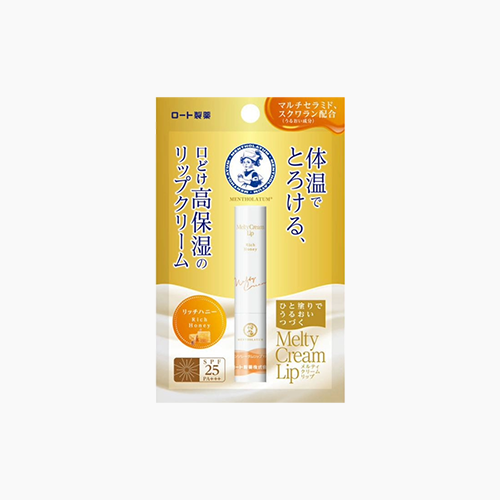 ロート製薬
マルチセラミド、
スクワラン配合
(うるおい成分)
MENTHOLATUM
体温で
とろける、
口どけ高保湿の
リップクリーム
Melty Cream
Lip
Rich
Honey
Melty
リッチハニー
Rich
Honey
SPF
25
PA+++
ひと塗りで
うるおい
つづく
Melty
Cream
Lip
メルティ
クリーム
リップ